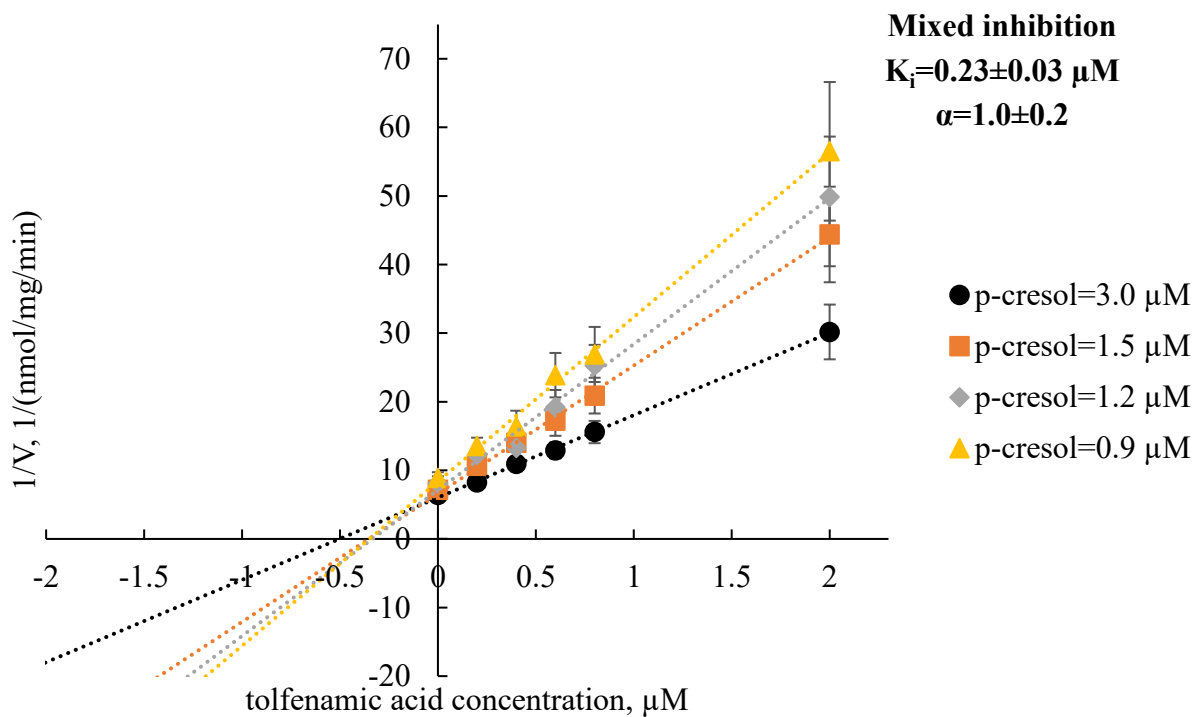 Mixed inhibition
Ki=0.23±0.03 µM
α=1.0±0.2
70
60
50
40
30
20
10
0
-10
-20
-2
-1.5
-1
-0.5
0
0.5
1
1.5
2
1/V, 1/(nmol/mg/min)
tolfenamic acid concentration, µM
p-cresol=3.0 µM
p-cresol=1.5 µM
p-cresol=1.2 µM
p-cresol=0.9 µM